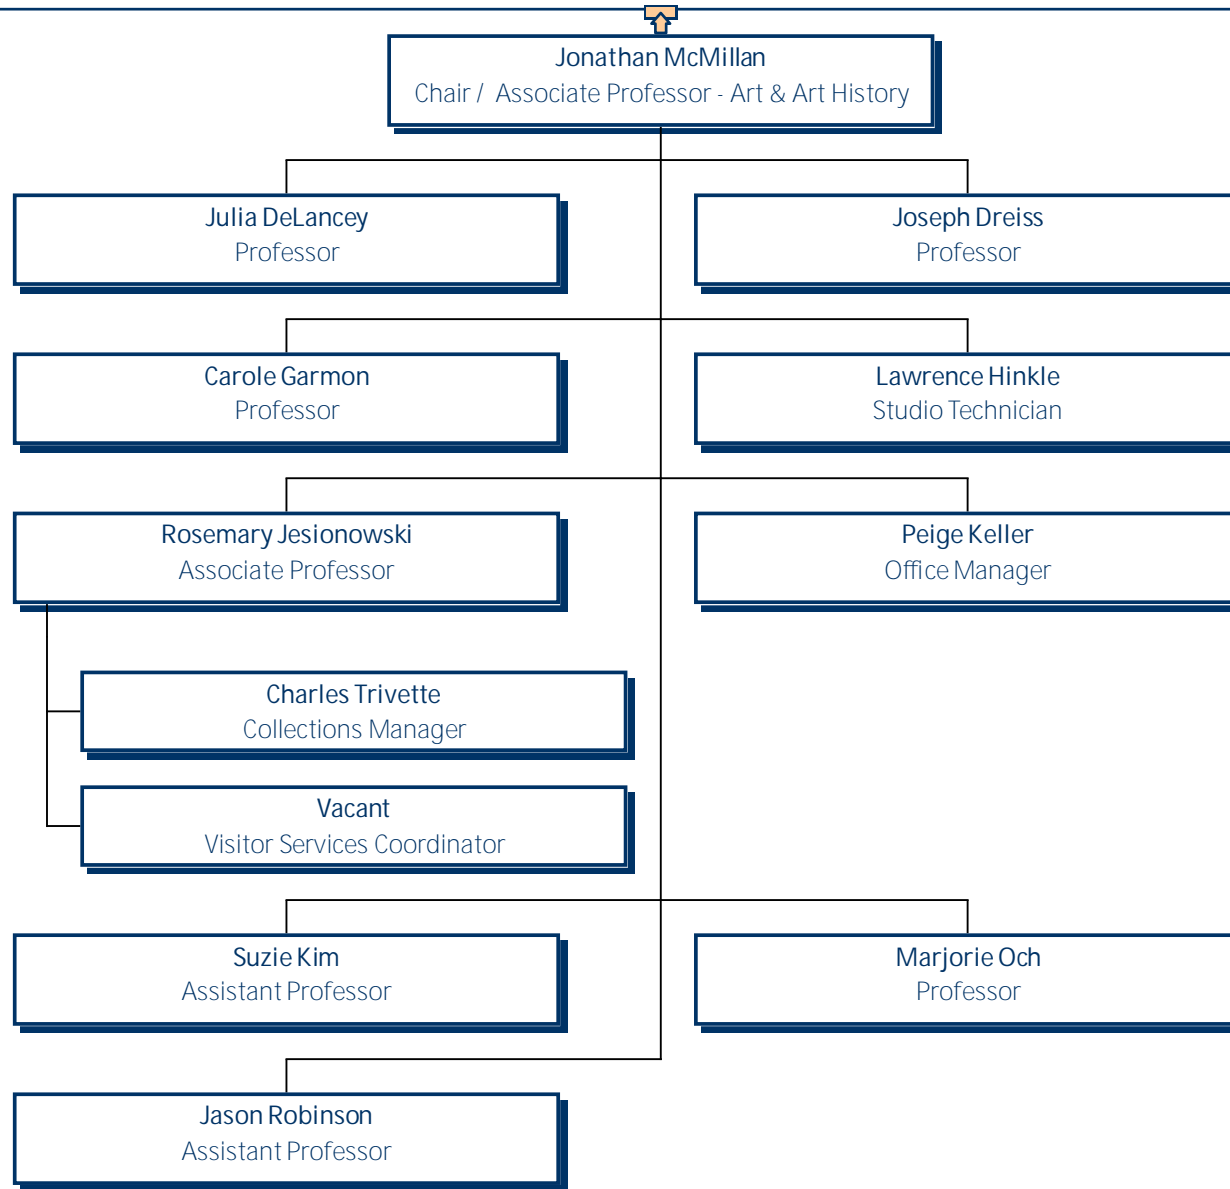 Jonathan McMillan
Chair / Associate Professor - Art & Art History
Julia DeLancey
Professor
Joseph Dreiss
Professor
Carole Garmon
Professor
Lawrence Hinkle
Studio Technician
Rosemary Jesionowski
Associate Professor
Peige Keller
Office Manager
Charles Trivette
Collections Manager
Vacant
Visitor Services Coordinator
Suzie Kim
Assistant Professor
Marjorie Och
Professor
Jason Robinson
Assistant Professor